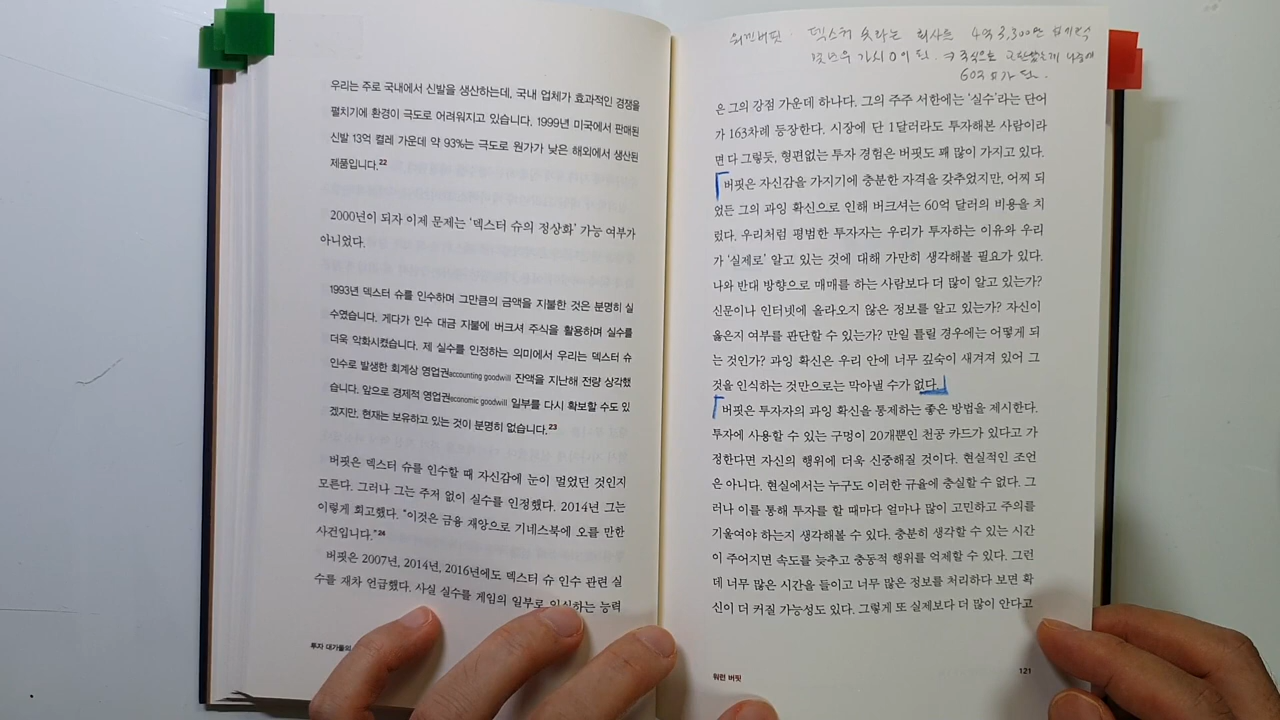 우리는 주로 국내에서 신발을 생산하는데, 국내 업체가 효과적인 경쟁을
펼치기에 환경이 극도로 어려워지고 있습니다. 1999년 미국에서 판매된
신발 13억 켤레 가운데 약 93%는 극도로 원가가 낮은 해외에서 생산된
제품입니다.22
2000년이 되자 이제 문제는 '덱스터 슈의 정상화' 가능 여부가
아니었다.
1993년 덱스터 슈를 인수하며 그만큼의 금액을 지불한 것은 분명히 실
수였습니다. 게다가 인수 대금 지불에 버크셔 주식을 활용하며 실수를
더욱 악화시켰습니다. 제 실수를 인정하는 의미에서 우리는 덱스터 슈
인수로 발생한 회계상 영업권accounting goodwill 잔액을 지난해 전량 상각했
습니다. 앞으로 경제적 영업권economic goodwill 일부를 다시 확보할 수도 있
겠지만, 현재는 보유하고 있는 것이 분명히 없습니다.23
버핏은 덱스터 슈를 인수할 때 자신감에 눈이 멀었던 것인지
모른다. 그러나 그는 주저 없이 실수를 인정했다. 2014년 그는
이렇게 회고했다. "이것은 금융 재앙으로 기네스북에 오를 만한
사건입니다."24
버핏은 2007년, 2014년, 2016년에도 덱스터 슈 인수 관련 실
수를 재차 언급했다. 사실 실수를 게임의 일부로 인식하는 능력
투자 대가들의
워렌버핏. 덱스터 슛라는 회사를 4억 3,300만
가치 0이 됨.
60억 $가 됨.
은 그의 강점 가운데 하나다. 그의 주주 서한에는 '실수'라는 단어
가 163차례 등장한다. 시장에 단 1달러라도 투자해본 사람이라
면 다 그렇듯, 형편없는 투자 경험은 버핏도 꽤 많이 가지고 있다.
버핏은 자신감을 가지기에 충분한 자격을 갖추었지만, 어찌 되
었든 그의 과잉 확신으로 인해 버크셔는 60억 달러의 비용을 치
렀다. 우리처럼 평범한 투자자는 우리가 투자하는 이유와 우리
가 '실제로' 알고 있는 것에 대해 가만히 생각해볼 필요가 있다.
나와 반대 방향으로 매매를 하는 사람보다 더 많이 알고 있는가?
신문이나 인터넷에 올라오지 않은 정보를 알고 있는가? 자신이
옳은지 여부를 판단할 수 있는가? 만일 틀릴 경우에는 어떻게 되
는 것인가? 과잉 확신은 우리 안에 너무 깊숙이 새겨져 있어 그
것을 인식하는 것만으로는 막아낼 수가 없다.
버핏은 투자자의 과잉 확신을 통제하는 좋은 방법을 제시한다.
투자에 사용할 수 있는 구멍이 20개뿐인 천공 카드가 있다고 가
정한다면 자신의 행위에 더욱 신중해질 것이다. 현실적인 조언
은 아니다. 현실에서는 누구도 이러한 규율에 충실할 수 없다. 그
러나 이를 통해 투자를 할 때마다 얼마나 많이 고민하고 주의를
기울여야 하는지 생각해볼 수 있다. 충분히 생각할 수 있는 시간
이 주어지면 속도를 늦추고 충동적 행위를 억제할 수 있다. 그런
데 너무 많은 시간을 들이고 너무 많은 정보를 처리하다 보면 확
신이 더 커질 가능성도 있다. 그렇게 또 실제보다 더 많이 안다고
워런 버핏
121